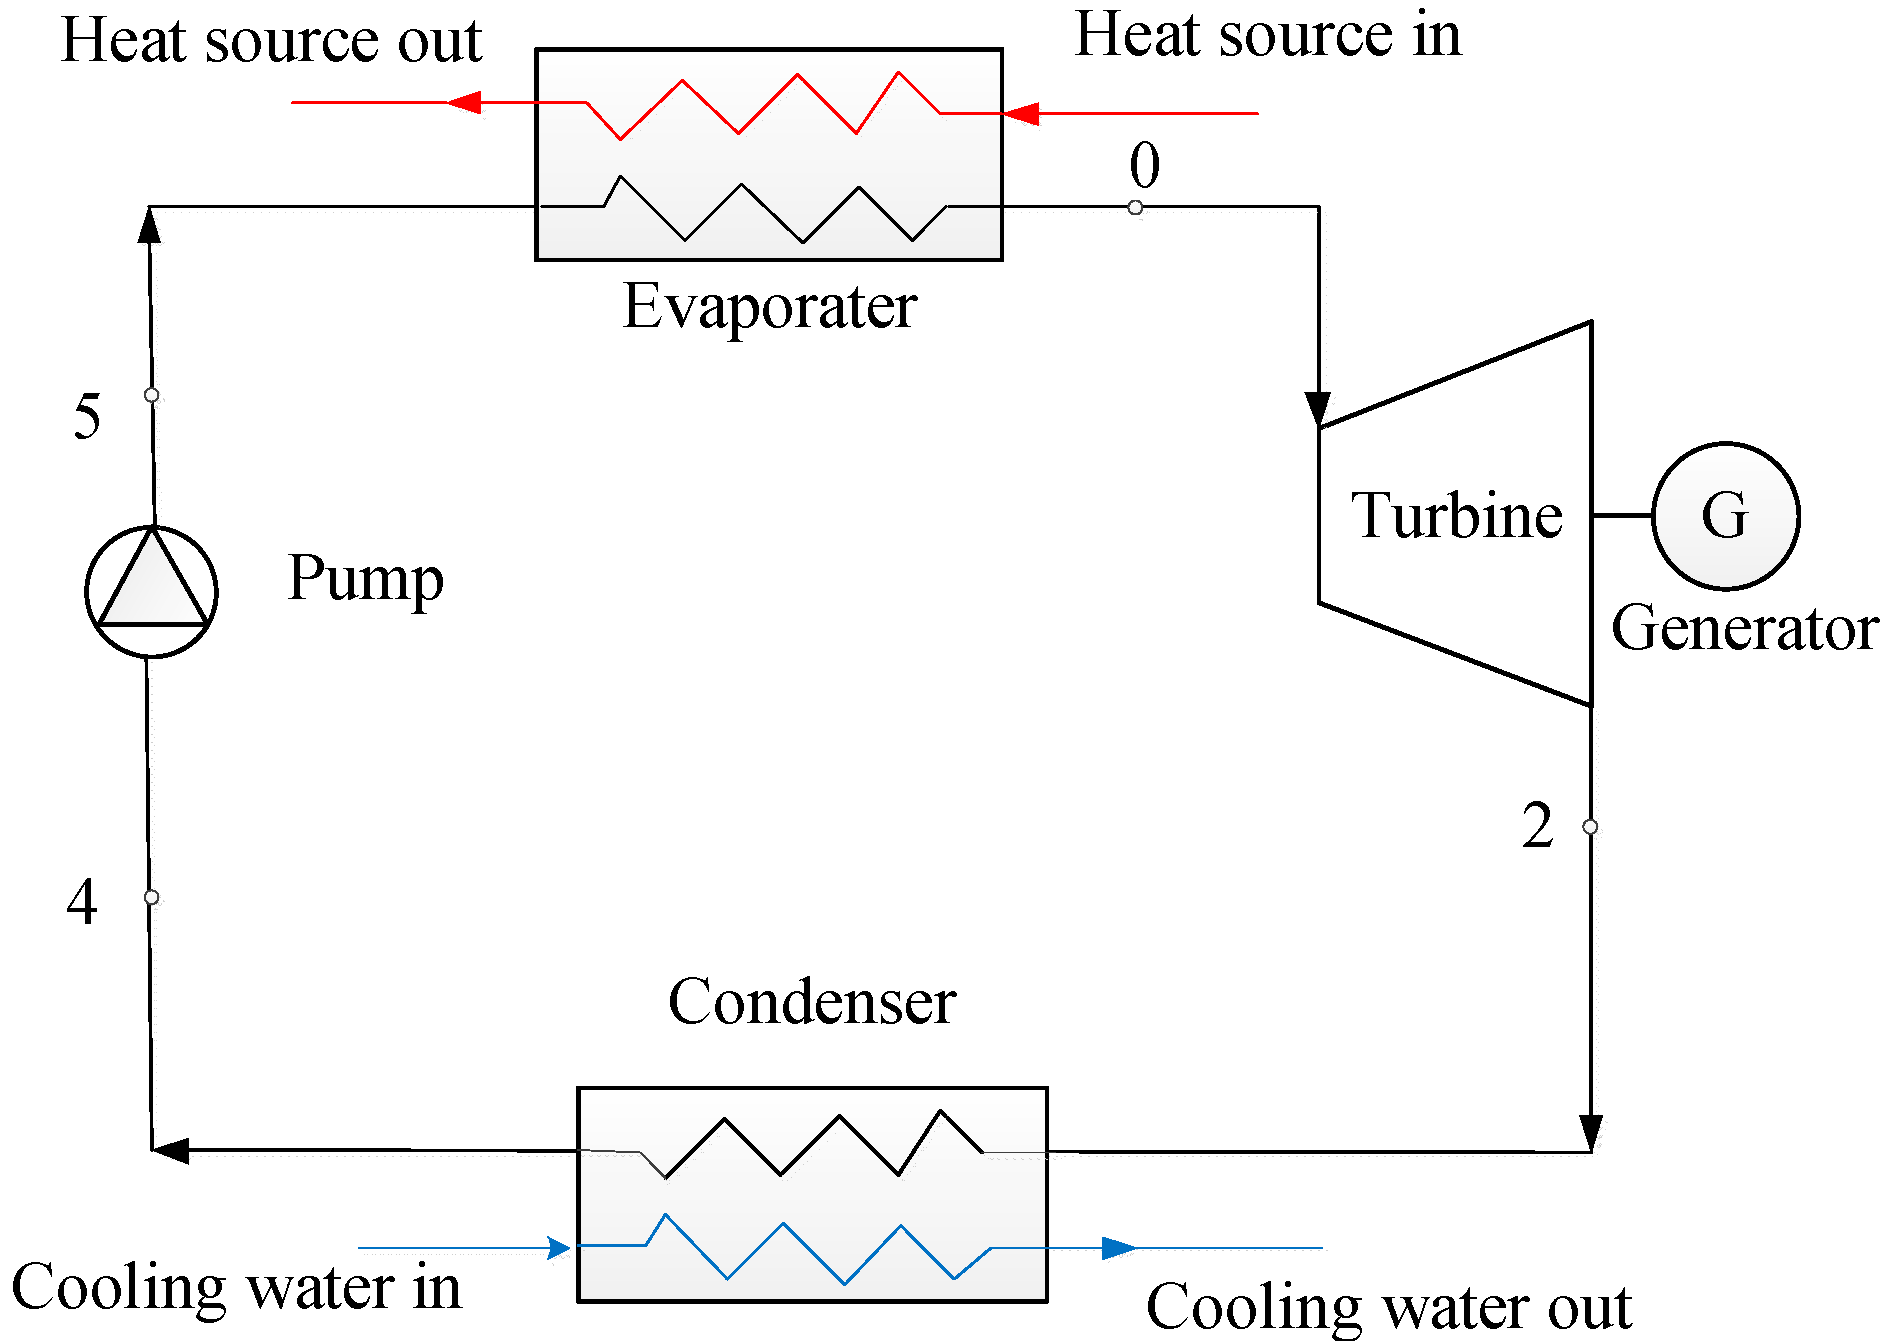 Heat source out
Heat source in
0
Evaporater
5
Pump
Turbine
G
Generator
2
4
Condenser
Cooling water in
Cooling water out